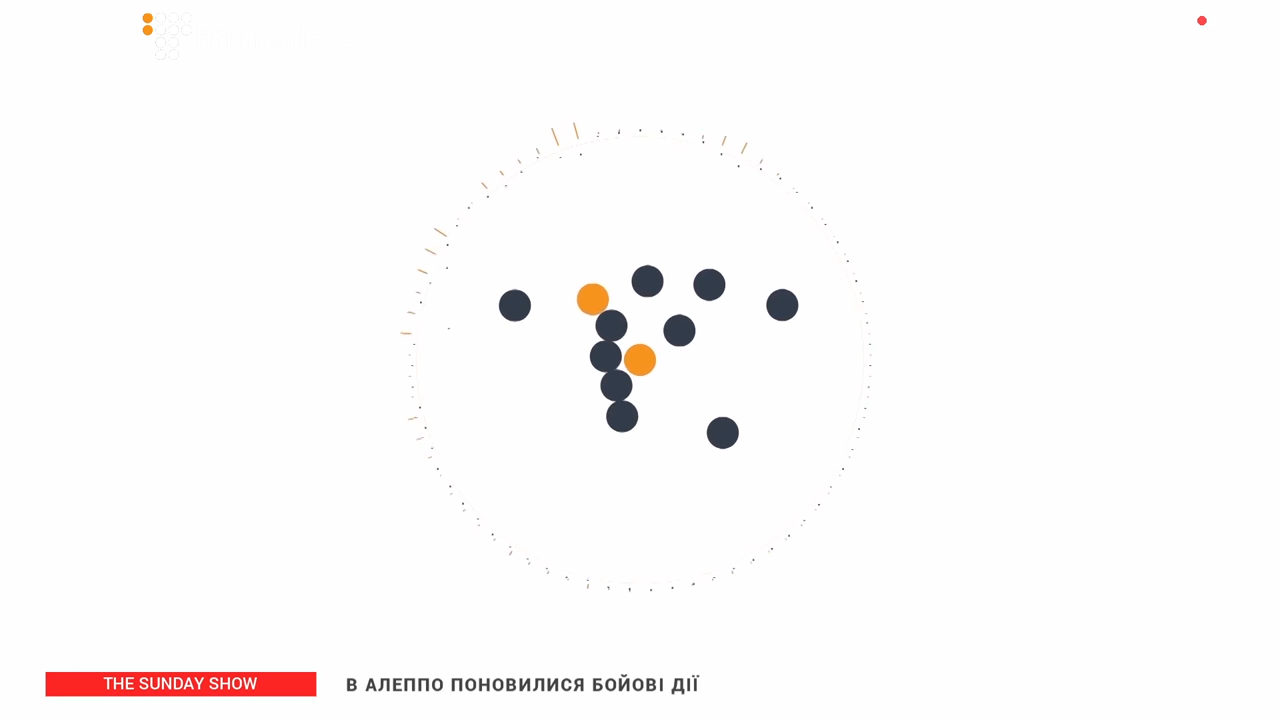 THE SUNDAY SHOW
В АЛЕППО ПОНОВИЛИСЯ БОЙОВІ ДІЇ